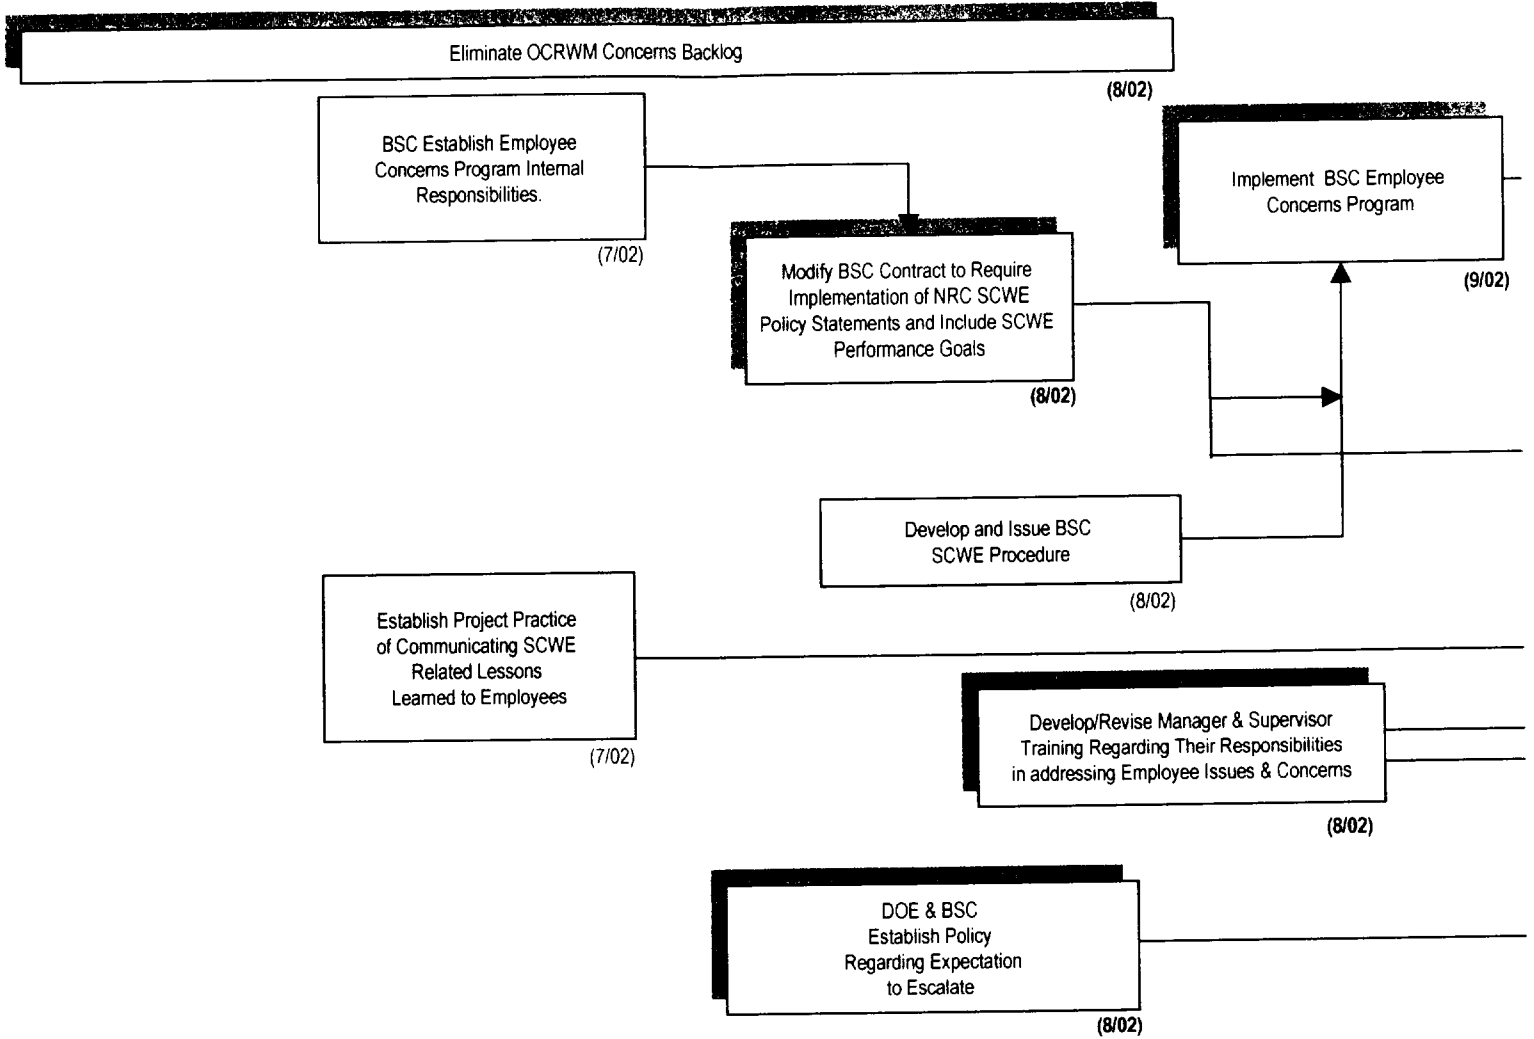 Eliminate OCRWM Concerns Backlog
(8/02)
BSC Establish Employee
Concerns Program Internal
Responsibilities.
(7/02)
Implement BSC Employee
Concerns Program
(9/02)
Modify BSC Contract to Require
Implementation of NRC SCWE
Policy Statements and Include SCWE
Performance Goals
(8/02)
Develop and Issue BSC
SCWE Procedure
(8/02)
Establish Project Practice
of Communicating SCWE
Related Lessons
Learned to Employees
(7/02)
Develop/Revise Manager & Supervisor
Training Regarding Their Responsibilities
in addressing Employee Issues & Concerns
(8/02)
DOE & BSC
Establish Policy
Regarding Expectation
to Escalate
(8/02)